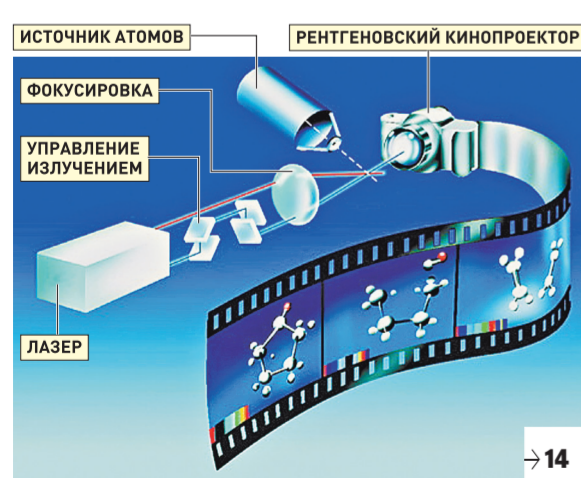 ИСТОЧНИК АТОМОВ
РЕНТГЕНОВСКИЙ КИНОПРОЕКТОР
ФОКУСИРОВКА
УПРАВЛЕНИЕ
ИЗЛУЧЕНИЕМ
ЛАЗЕР
→14